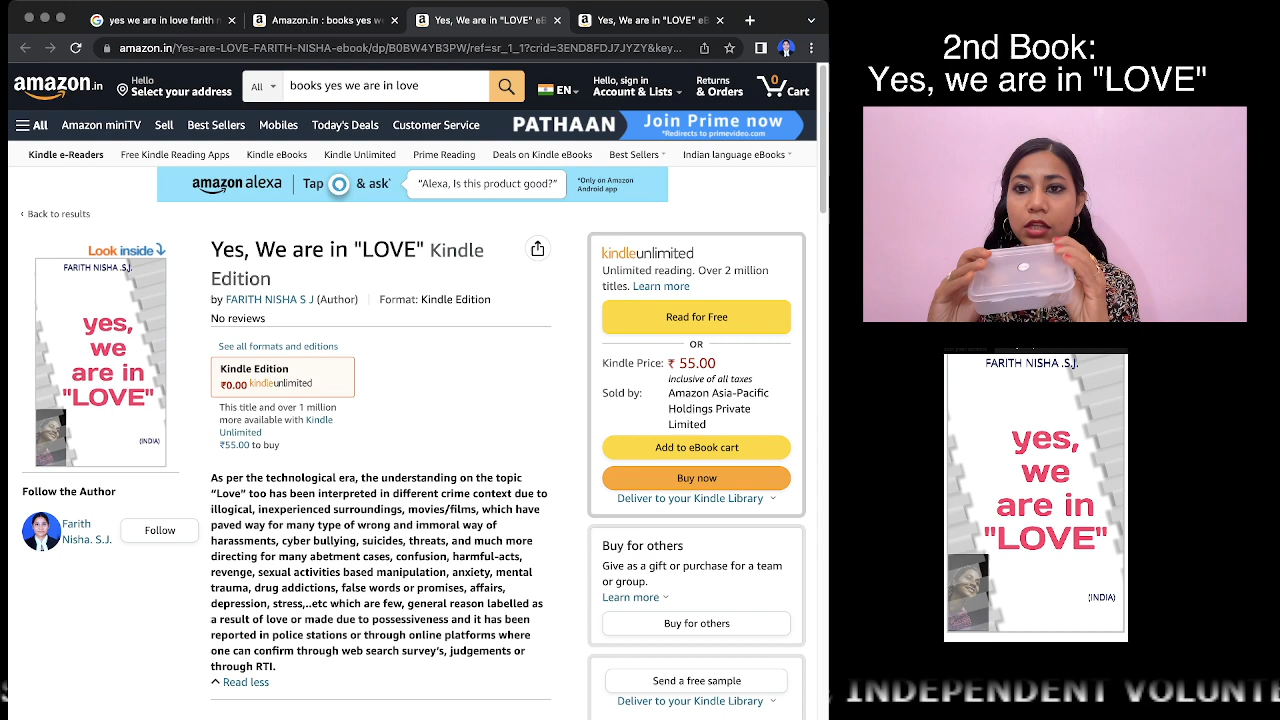 yes we are in love farith n
Amazon.in : books yes w
Yes, We are in "LOVE" eB
Yes, We are in "LOVE" eB
amazon.in/Yes-are-LOVE-FARITH-NISHA-ebook/dp/B0BW4YB3PW/ref=sr_1_1?crid=3END8FDJ7JYZY&key...
amazon.in
Hello
Select your address
All
books yes we are in love
EN
Hello, sign in
Account & Lists
Returns
& Orders
0
Cart
All
Amazon miniTV
Sell
Best Sellers
Mobiles
Today's Deals
Customer Service
PATHAAN
Join Prime now
*Redirects to primevideo.com
Kindle e-Readers
Free Kindle Reading Apps
Kindle eBooks
Kindle Unlimited
Prime Reading
Deals on Kindle eBooks
Best Sellers
Indian language eBooks
amazon alexa
Tap & ask*
“Alexa, Is this product good?”
*Only on Amazon
Android app
‹ Back to results
Look inside
FARITH NISHA .S.J.
yes,
we
are in
"LOVE"
(INDIA)
Follow the Author
Farith
Nisha. S.J.
Follow
Yes, We are in "LOVE" Kindle
Edition
by FARITH NISHA S J (Author)
Format: Kindle Edition
No reviews
See all formats and editions
Kindle Edition
₹0.00 kindleunlimited
This title and over 1 million
more available with Kindle
Unlimited
₹55.00 to buy
As per the technological era, the understanding on the topic
“Love” too has been interpreted in different crime context due to
illogical, inexperienced surroundings, movies/films, which have
paved way for many type of wrong and immoral way of
harassments, cyber bullying, suicides, threats, and much more
directing for many abetment cases, confusion, harmful-acts,
revenge, sexual activities based manipulation, anxiety, mental
trauma, drug addictions, false words or promises, affairs,
depression, stress,..etc which are few, general reason labelled as
a result of love or made due to possessiveness and it has been
reported in police stations or through online platforms where
one can confirm through web search survey’s, judgements or
through RTI.
Read less
kindleunlimited
Unlimited reading. Over 2 million
titles. Learn more
Read for Free
OR
Kindle Price: ₹ 55.00
inclusive of all taxes
Sold by: Amazon Asia-Pacific
Holdings Private
Limited
Add to eBook cart
Buy now
Deliver to your Kindle Library
Buy for others
Give as a gift or purchase for a team
or group.
Learn more
Buy for others
Send a free sample
Deliver to your Kindle Library
2nd Book:
Yes, we are in "LOVE"
FARITH NISHA .S.J.
yes,
we
are in
"LOVE"
(INDIA)
INDEPENDENT VOLUNTE